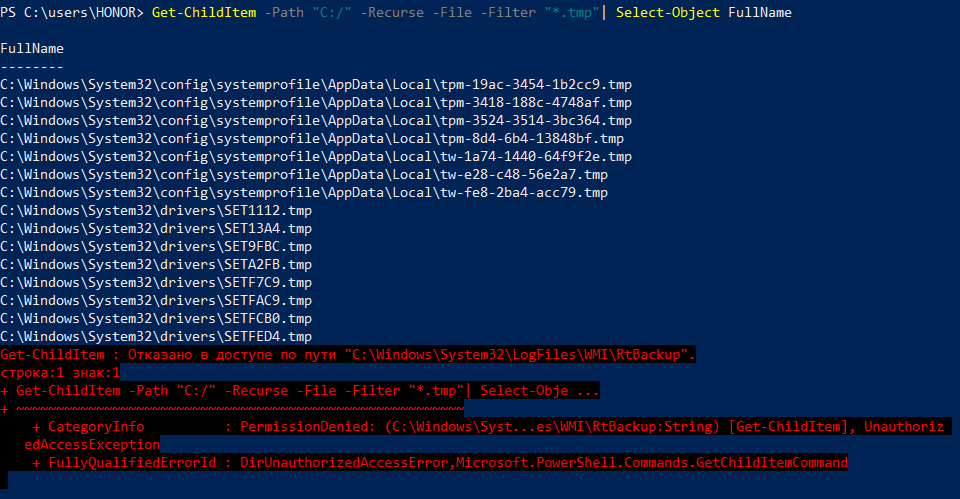 PS C:\users\HONOR> Get-ChildItem -Path "C:/" -Recurse -File -Filter "*.tmp"| Select-Object FullName
FullName
--------
C:\Windows\System32\config\systemprofile\AppData\Local\tpm-19ac-3454-1b2cc9.tmp
C:\Windows\System32\config\systemprofile\AppData\Local\tpm-3418-188c-4748af.tmp
C:\Windows\System32\config\systemprofile\AppData\Local\tpm-3524-3514-3bc364.tmp
C:\Windows\System32\config\systemprofile\AppData\Local\tpm-8d4-6b4-13848bf.tmp
C:\Windows\System32\config\systemprofile\AppData\Local\tw-1a74-1440-64f9f2e.tmp
C:\Windows\System32\config\systemprofile\AppData\Local\tw-e28-c48-56e2a7.tmp
C:\Windows\System32\config\systemprofile\AppData\Local\tw-fe8-2ba4-acc79.tmp
C:\Windows\System32\drivers\SET1112.tmp
C:\Windows\System32\drivers\SET13A4.tmp
C:\Windows\System32\drivers\SET9FBC.tmp
C:\Windows\System32\drivers\SETA2FB.tmp
C:\Windows\System32\drivers\SETF7C9.tmp
C:\Windows\System32\drivers\SETFAC9.tmp
C:\Windows\System32\drivers\SETFCB0.tmp
C:\Windows\System32\drivers\SETFED4.tmp
Get-ChildItem : Отказано в доступе по пути "C:\Windows\System32\LogFiles\WMI\RtBackup".
строка:1 знак:1
+ Get-ChildItem -Path "C:/" -Recurse -File -Filter "*.tmp"| Select-Obje ...
+ ~~~~~~~~~~~~~~~~~~~~~~~~~~~~~~~~~~~~~~~~~~~~~~~~~~~~~~~~
    + CategoryInfo          : PermissionDenied: (C:\Windows\Syst...es\WMI\RtBackup:String) [Get-ChildItem], Unauthoriz
   edAccessException
    + FullyQualifiedErrorId : DirUnauthorizedAccessError,Microsoft.PowerShell.Commands.GetChildItemCommand